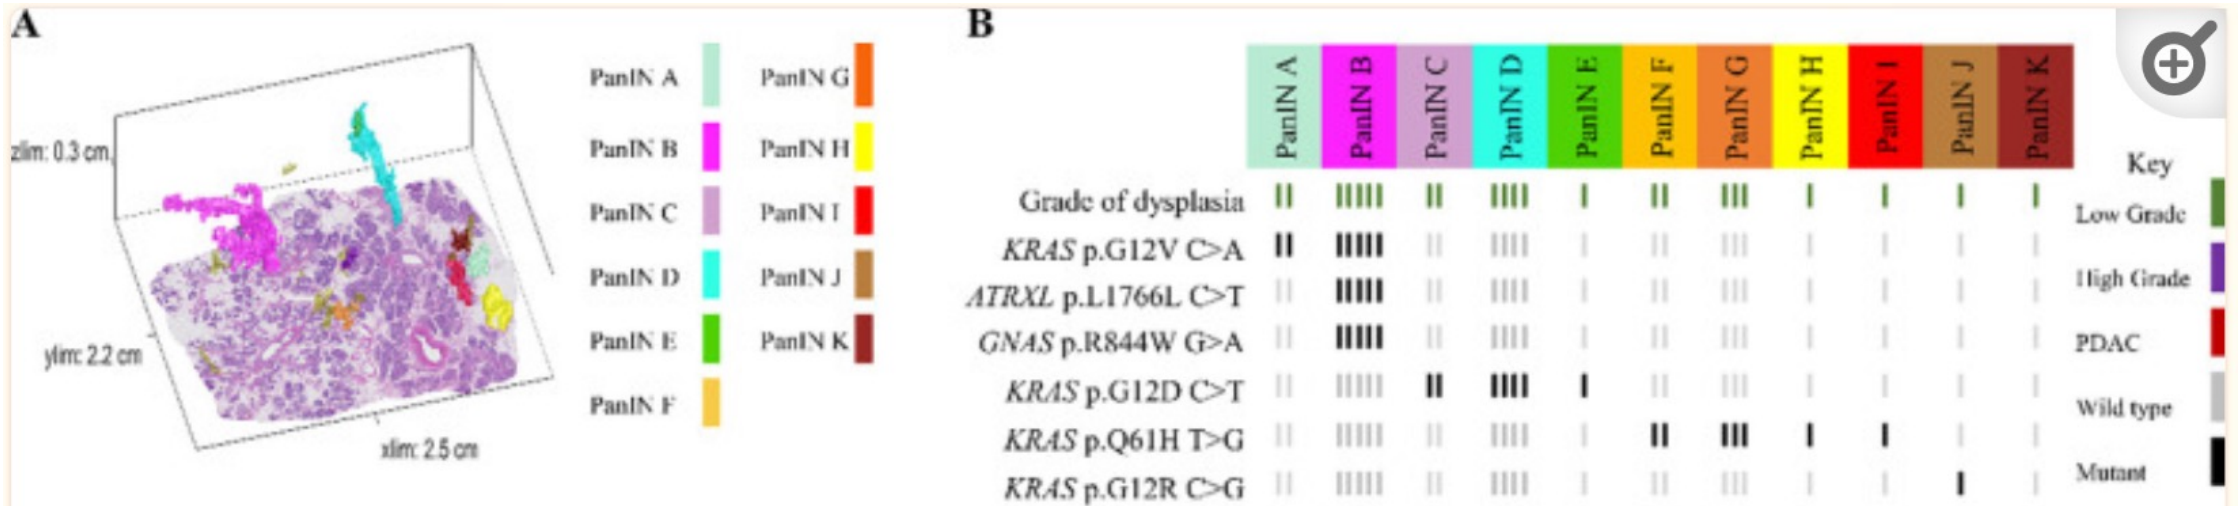 A
zlim: 0.3 cm
ylim: 2.2 cm
xlim: 2.5 cm
PanIN A
PanIN B
PanIN C
PanIN D
PanIN E
PanIN F
PanIN G
PanIN H
PanIN I
PanIN J
PanIN K
B
PanIN A
PanIN B
PanIN C
PanIN D
PanIN E
PanIN F
PanIN G
PanIN H
PanIN I
PanIN J
PanIN K
Grade of dysplasia
KRAS p.G12V C>A
ATRXL p.L1766L C>T
GNAS p.R844W G>A
KRAS p.G12D C>T
KRAS p.Q61H T>G
KRAS p.G12R C>G
Key
Low Grade
High Grade
PDAC
Wild type
Mutant